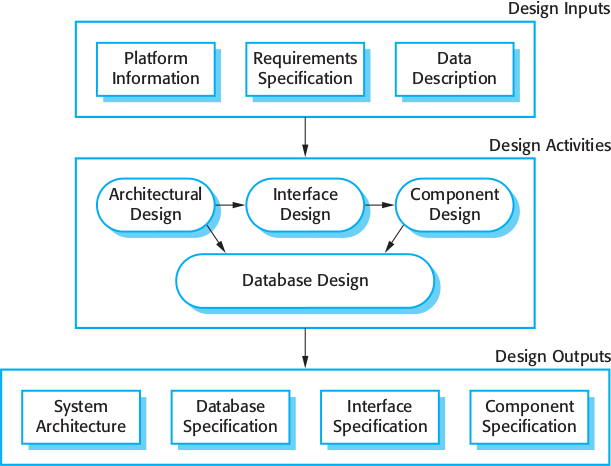 Design Inputs
Platform
Information
Requirements
Specification
Data
Description
Design Activities
Architectural
Design
Interface
Design
Component
Design
Database Design
Design Outputs
System
Architecture
Database
Specification
Interface
Specification
Component
Specification